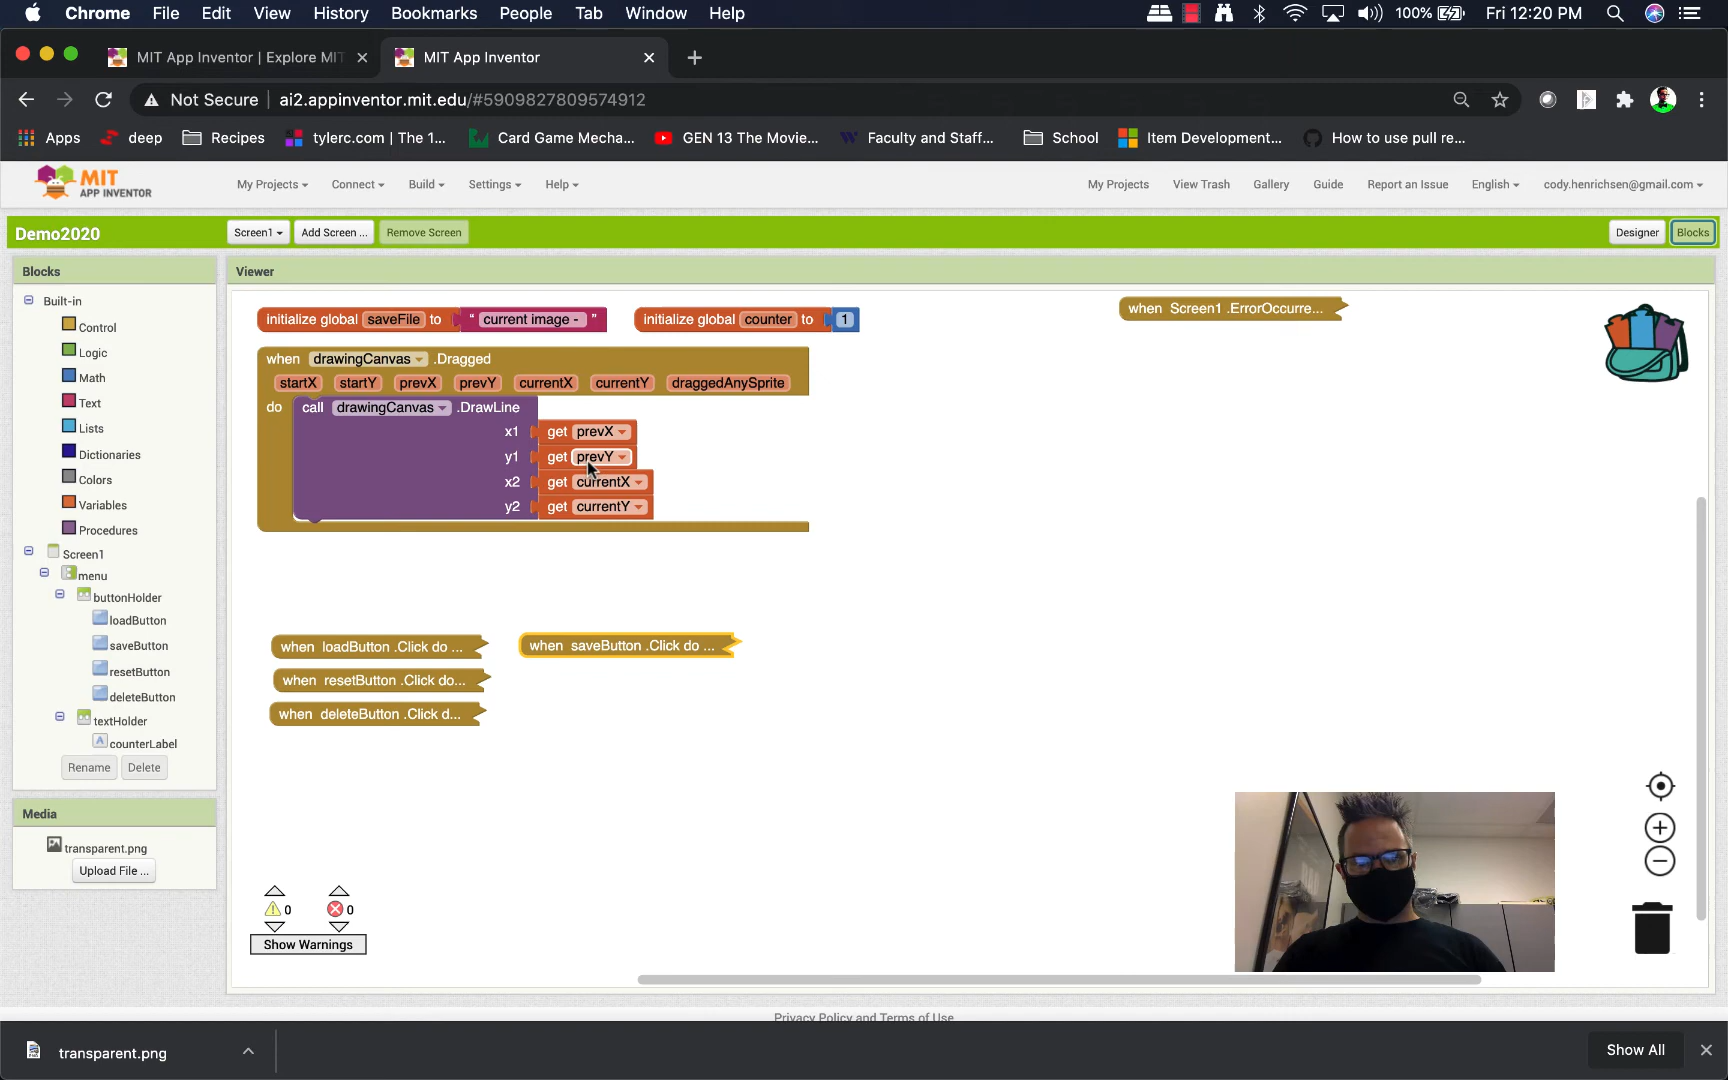 Chrome File Edit View History Bookmarks People Tab Window Help 100% Fri 12:20 PM
MIT App Inventor | Explore MIT MIT App Inventor
Not Secure | ai2.appinventor.mit.edu/#5909827809574912
Apps deep Recipes tylerc.com | The 1... Card Game Mecha... GEN 13 The Movie... Faculty and Staff... School Item Development... How to use pull re...
MIT APP INVENTOR
My Projects Connect Build Settings Help My Projects View Trash Gallery Guide Report an Issue English cody.henrichsen@gmail.com
Demo2020 Screen1 Add Screen ... Remove Screen Designer Blocks
Blocks
Built-in
Control
Logic
Math
Text
Lists
Dictionaries
Colors
Variables
Procedures
Screen1
menu
buttonHolder
loadButton
saveButton
resetButton
deleteButton
textHolder
A counterLabel
Rename Delete
Media
transparent.png
Upload File ...
Viewer
initialize global saveFile to " current image - " initialize global counter to 1
when Screen1 .ErrorOccurre...
when drawingCanvas .Dragged
startX startY prevX prevY currentX currentY draggedAnySprite
do call drawingCanvas .DrawLine
x1 get prevX
y1 get prevY
x2 get currentX
y2 get currentY
when loadButton .Click do ... when saveButton .Click do ...
when resetButton .Click do...
when deleteButton .Click d...
0 0
Show Warnings
Privacy Policy and Terms of Use
transparent.png Show All